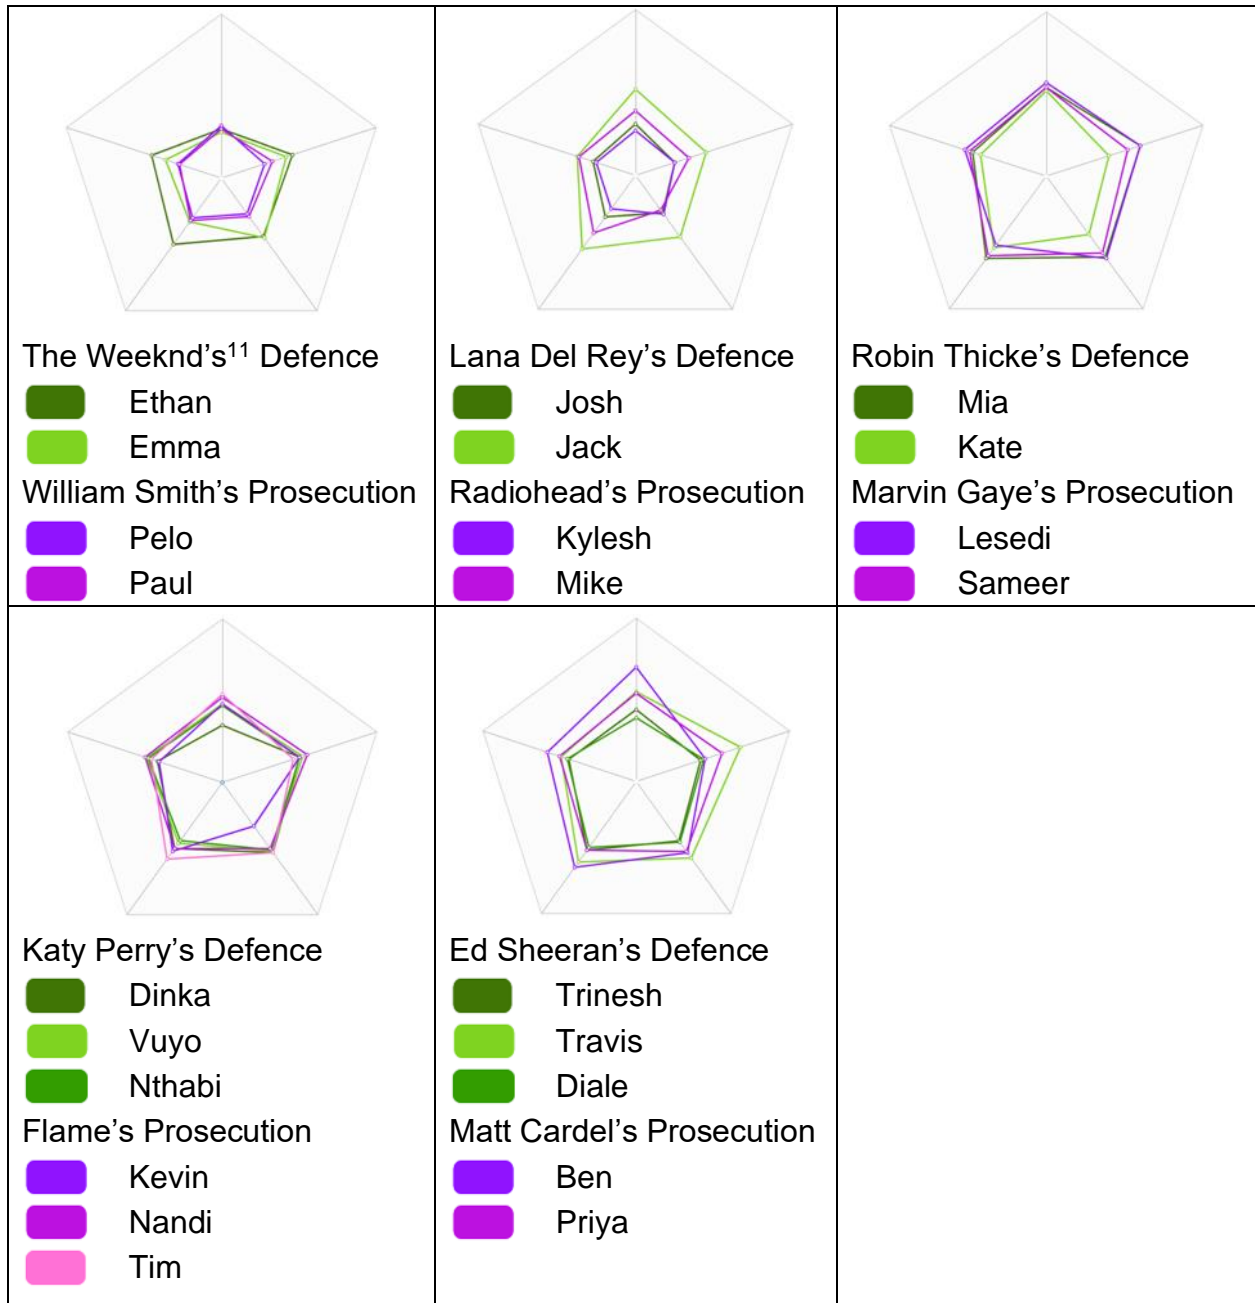 The Weeknd’s¹¹ Defence
Ethan
Emma
William Smith’s Prosecution
Pelo
Paul
Lana Del Rey’s Defence
Josh
Jack
Radiohead’s Prosecution
Kylesh
Mike
Robin Thicke’s Defence
Mia
Kate
Marvin Gaye’s Prosecution
Lesedi
Sameer
Katy Perry’s Defence
Dinka
Vuyo
Nthabi
Flame’s Prosecution
Kevin
Nandi
Tim
Ed Sheeran’s Defence
Trinesh
Travis
Diale
Matt Cardel’s Prosecution
Ben
Priya